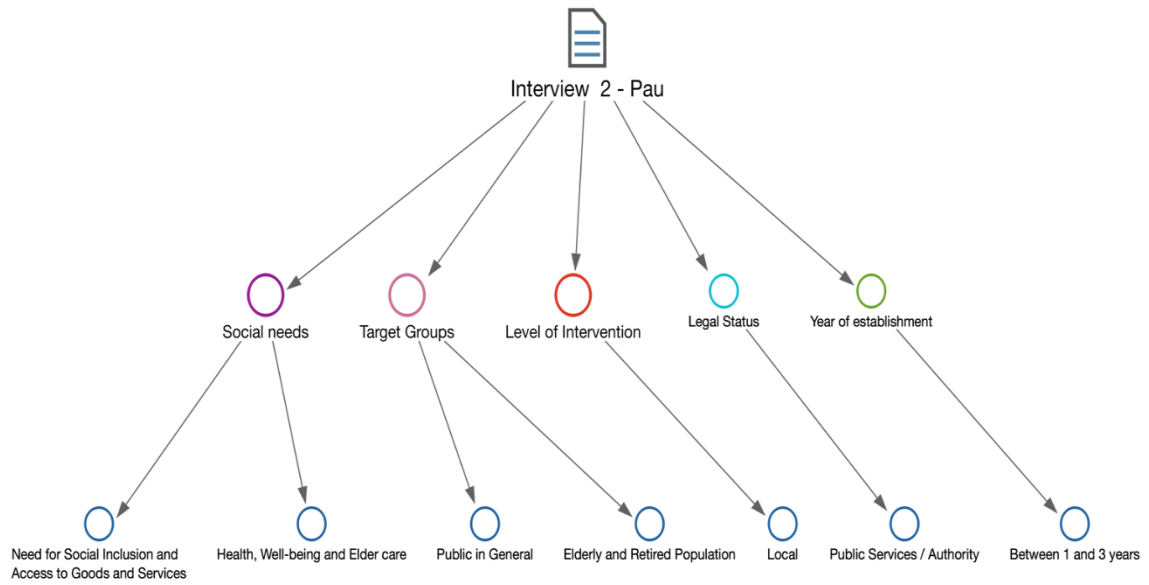 Interview 2 - Pau
Social needs
Target Groups
Level of Intervention
Legal Status
Year of establishment
Need for Social Inclusion and
Access to Goods and Services
Health, Well-being and Elder care
Public in General
Elderly and Retired Population
Local
Public Services / Authority
Between 1 and 3 years